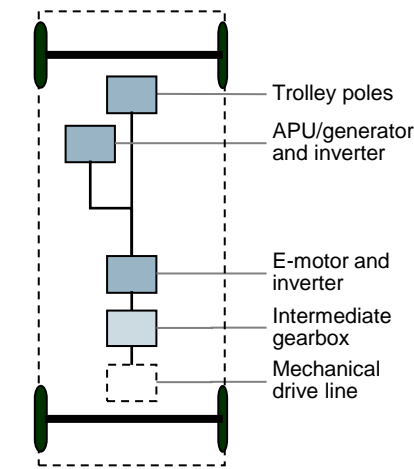 Trolley poles
APU/generator
and inverter
E-motor and
inverter
Intermediate
gearbox
Mechanical
drive line